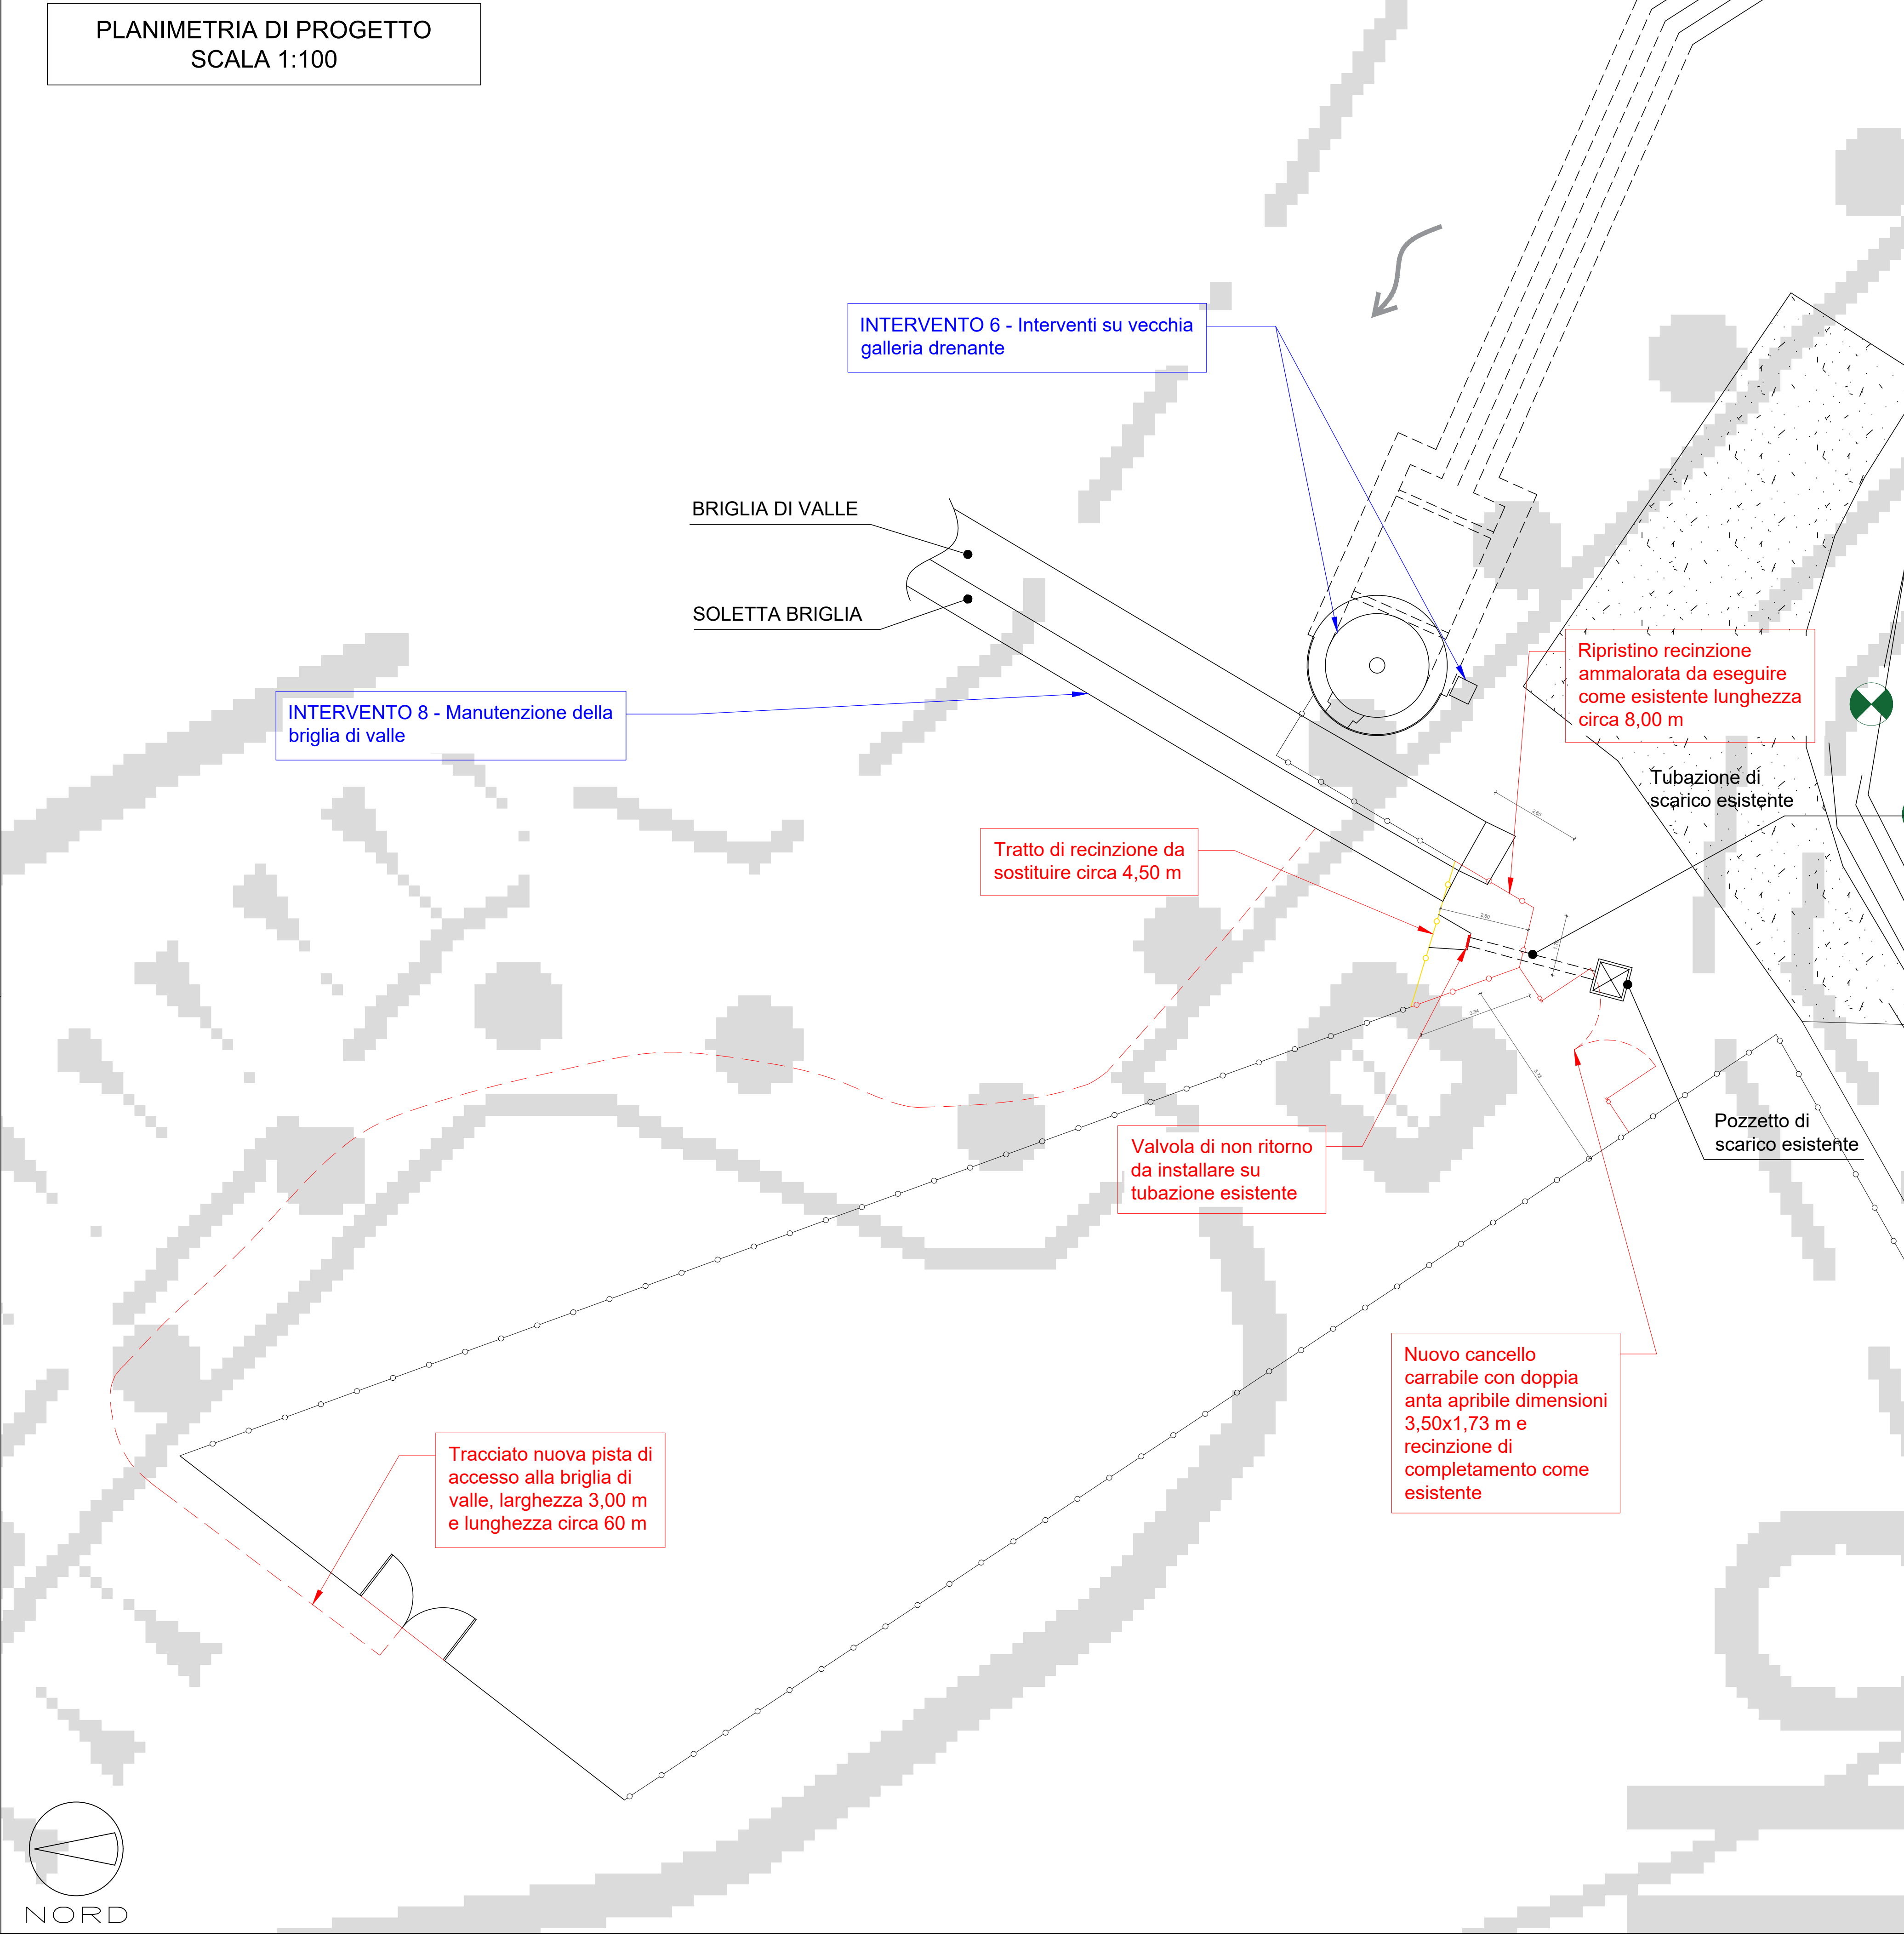 PLANIMETRIA DI PROGETTO
SCALA 1:100
INTERVENTO 6 - Interventi su vecchia
galleria drenante
BRIGLIA DI VALLE
SOLETTA BRIGLIA
INTERVENTO 8 - Manutenzione della
briglia di valle
Ripristino recinzione
ammalorata da eseguire
come esistente lunghezza
circa 8,00 m
Tubazione di
scarico esistente
Tratto di recinzione da
sostituire circa 4,50 m
2.60
3.34
Valvola di non ritorno
da installare su
tubazione esistente
Pozzetto di
scarico esistente
Nuovo cancello
carrabile con doppia
anta apribile dimensioni
3,50x1,73 m e
recinzione di
completamento come
esistente
Tracciato nuova pista di
accesso alla briglia di
valle, larghezza 3,00 m
e lunghezza circa 60 m
NORD